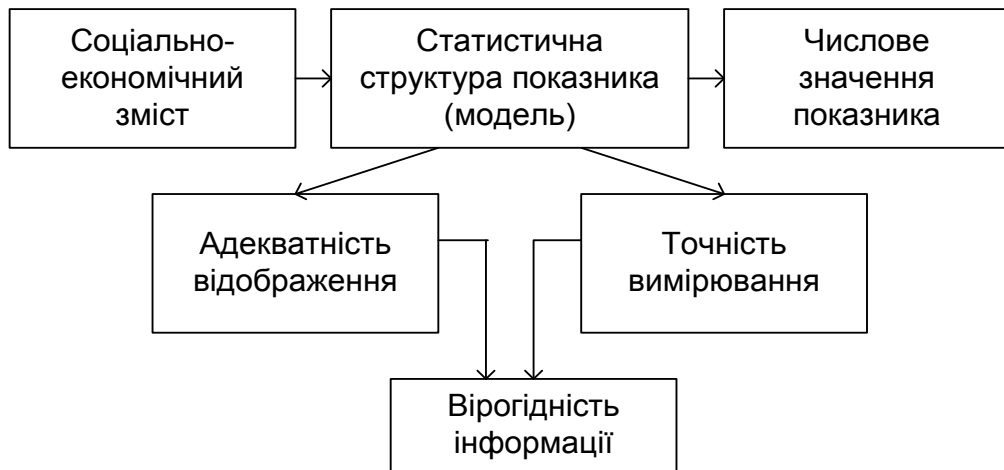 Соціально-
економічний
зміст
Статистична
структура показника
(модель)
Числове
значення
показника
Адекватність
відображення
Точність
вимірювання
Вірогідність
інформації